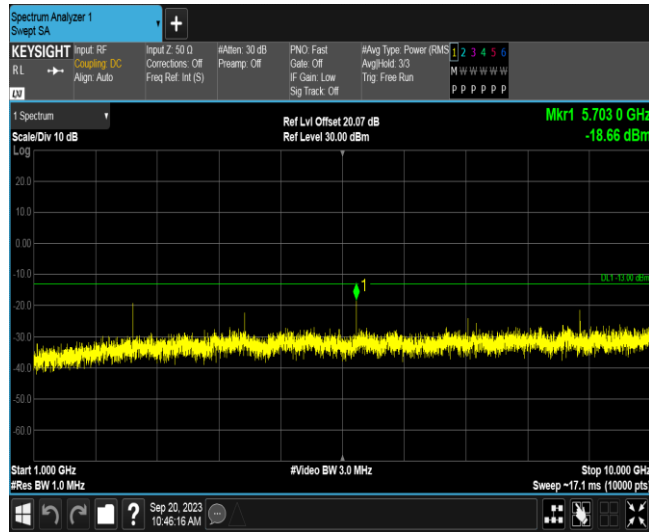 Spectrum Analyzer 1
Swept SA
+
KEYSIGHT
RL
LXI
Input: RF
Coupling: DC
Align: Auto
Input Z: 50 Ω
Corrections: Off
Freq Ref: Int (S)
#Atten: 30 dB
Preamp: Off
PNO: Fast
Gate: Off
IF Gain: Low
Sig Track: Off
#Avg Type: Power (RMS
Avg|Hold: 3/3
Trig: Free Run
1 2 3 4 5 6
M W W W W W
P P P P P P
1 Spectrum
Scale/Div 10 dB
Ref Lvl Offset 20.07 dB
Ref Level 30.00 dBm
Mkr1 5.703 0 GHz
-18.66 dBm
Log
20.0
10.0
0.00
-10.0
-20.0
-30.0
-40.0
-50.0
-60.0
1
DL1 -13.00 dBm
Start 1.000 GHz
#Res BW 1.0 MHz
#Video BW 3.0 MHz
Stop 10.000 GHz
Sweep ~17.1 ms (10000 pts)
?
Sep 20, 2023
10:46:16 AM